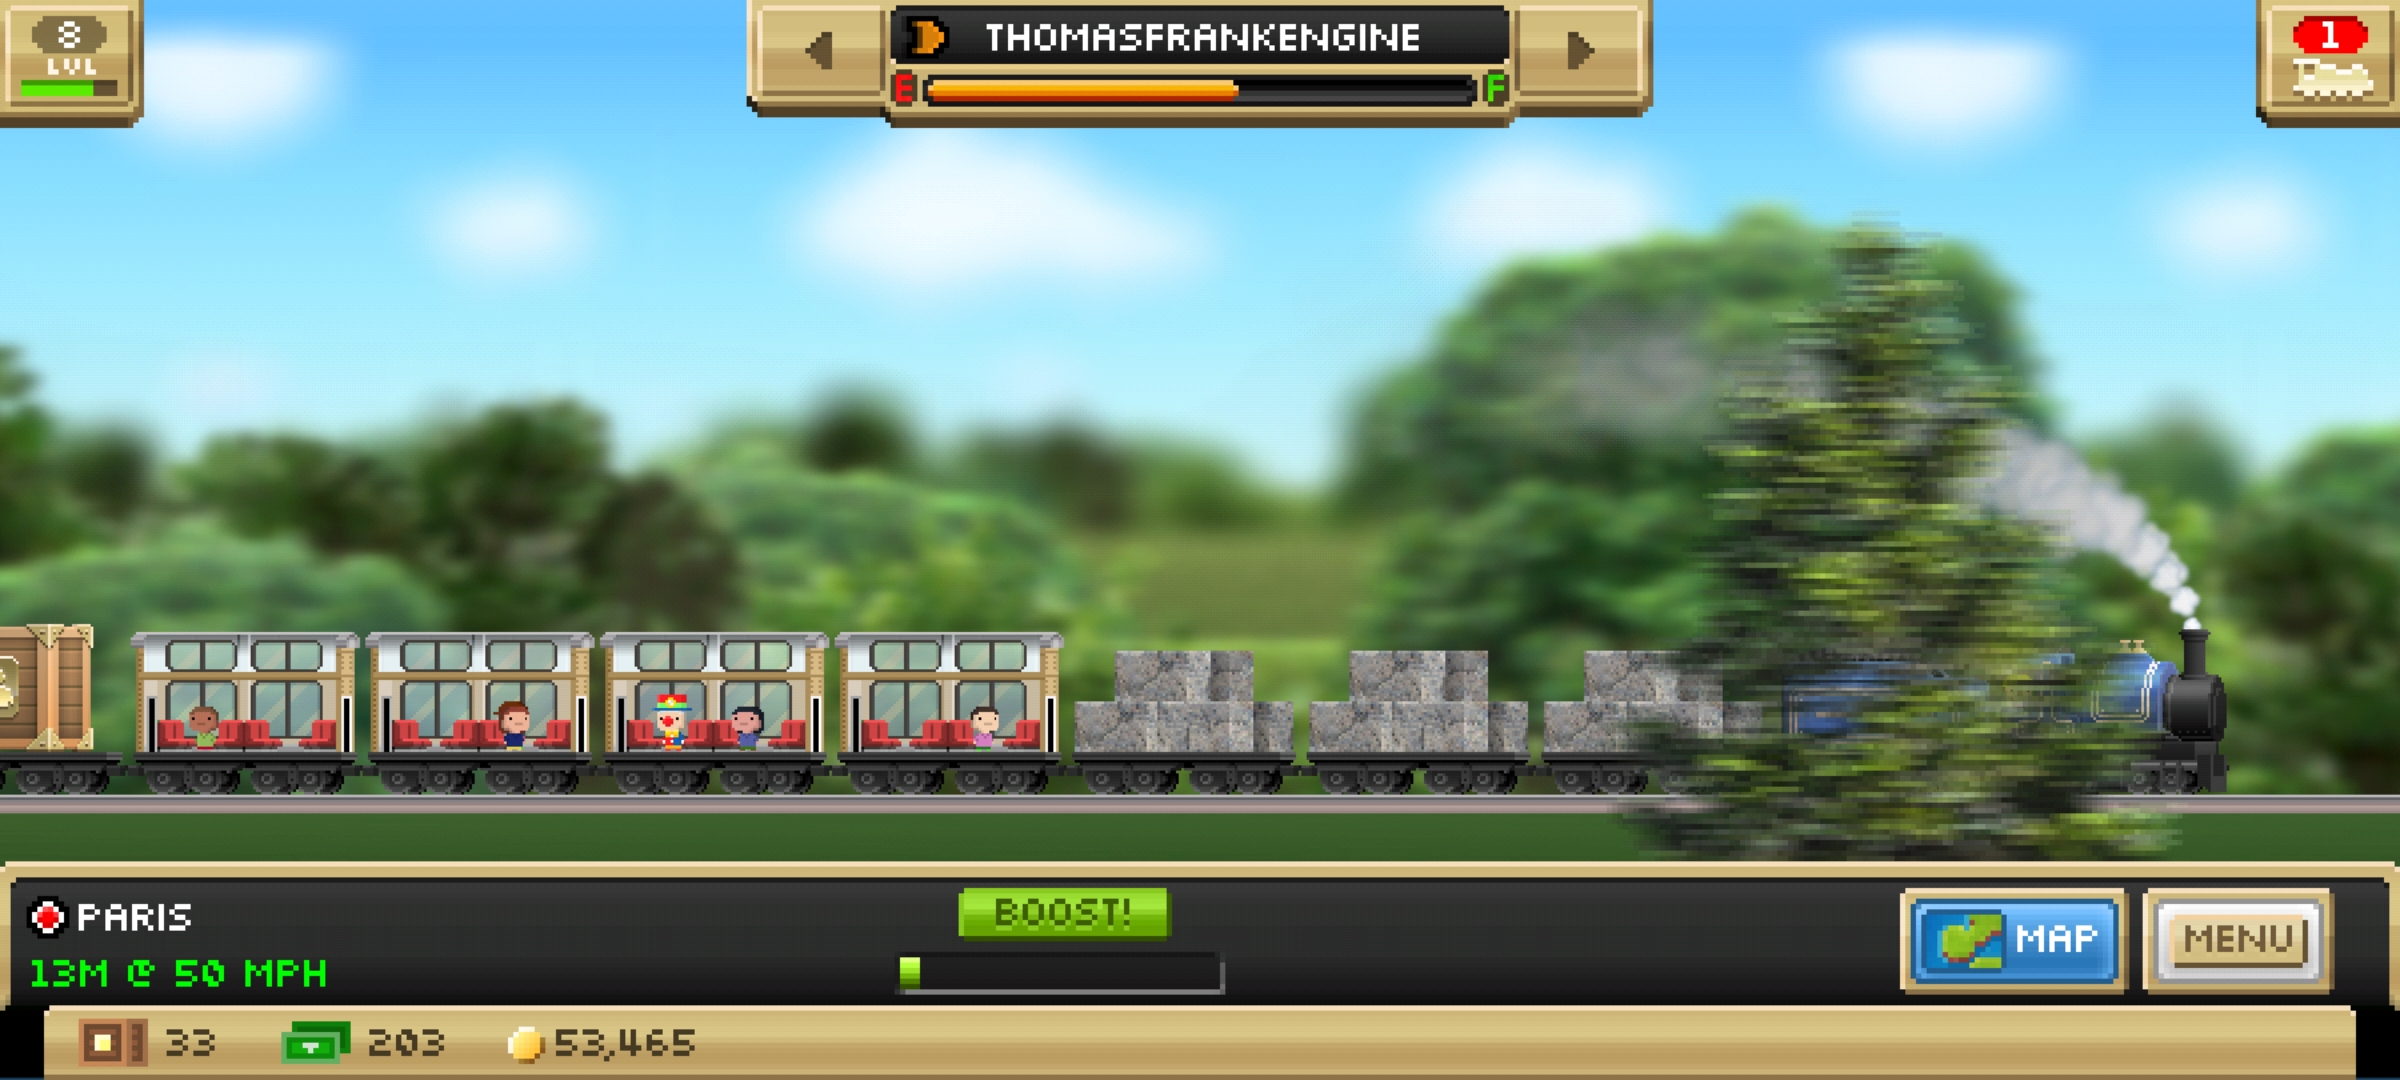 8
LVL
THOMASFRANKENGINE
E F
1
PARIS
13M @ 50 MPH
BOOST!
MAP
MENU
33 203 53,465